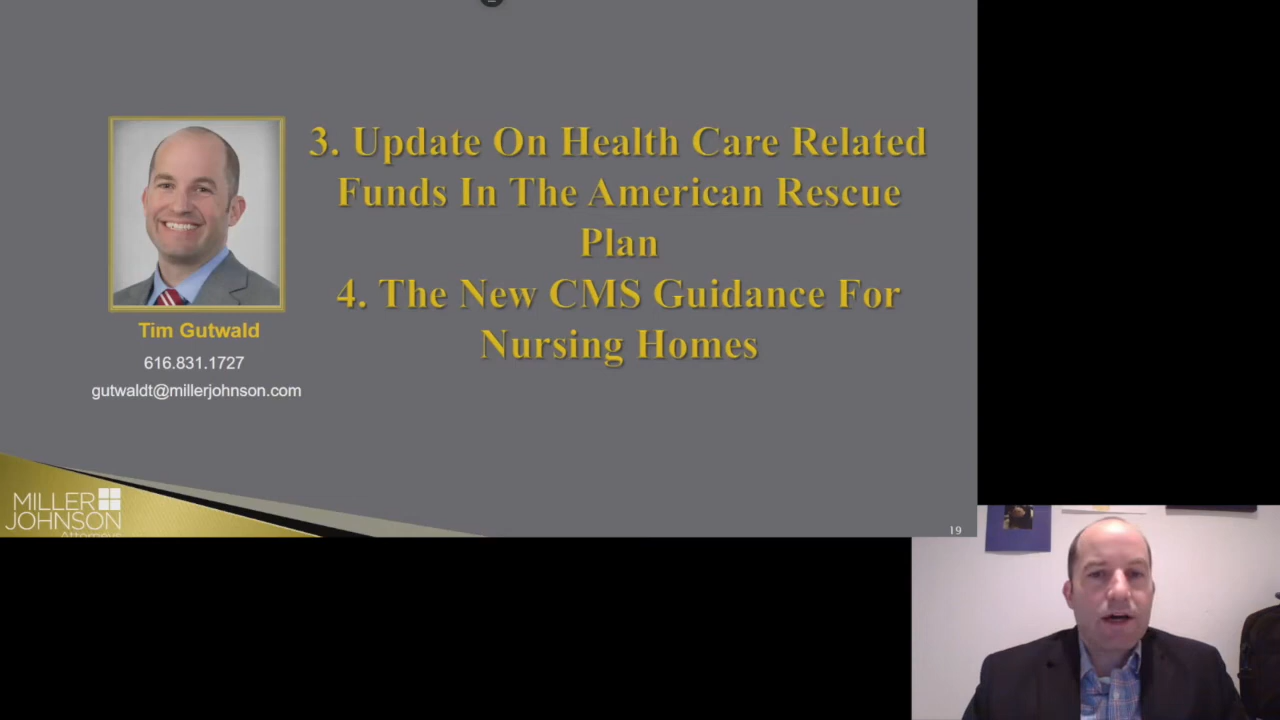 3. Update On Health Care Related
Funds In The American Rescue
Plan
4. The New CMS Guidance For
Nursing Homes
Tim Gutwald
616.831.1727
gutwaldt@millerjohnson.com
MILLER
JOHNSON
Attorneys
19